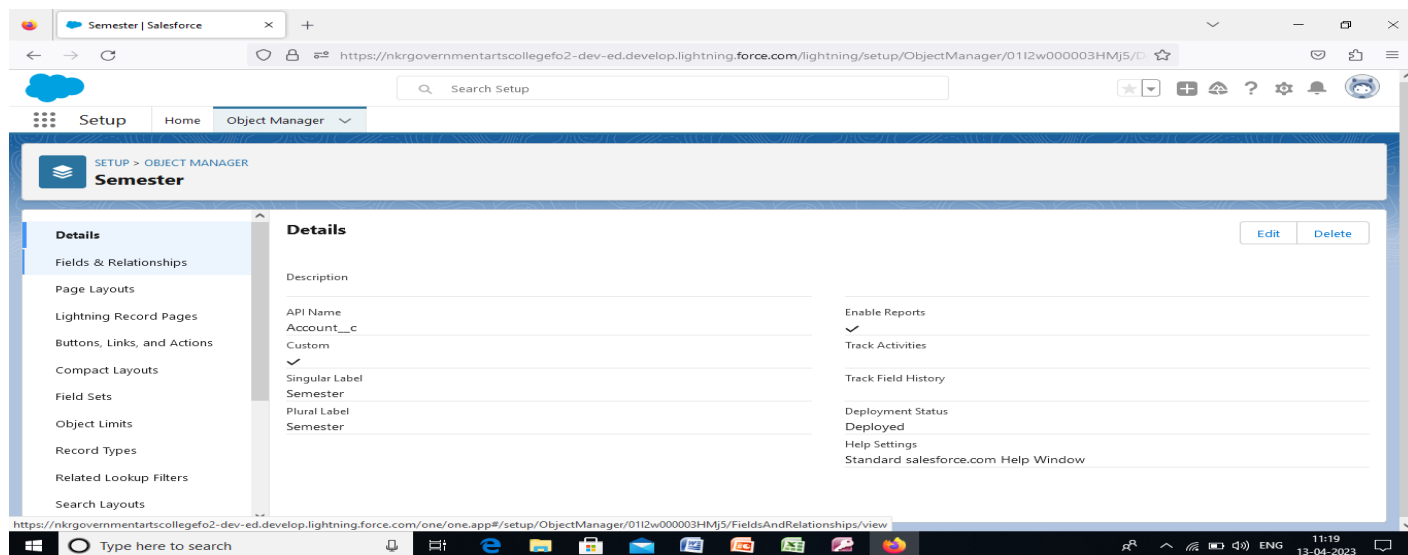 Semester | Salesforce
https://nkrgovernmentartscollegefo2-dev-ed.develop.lightning.force.com/lightning/setup/ObjectManager/01I2w000003HMj5/D
Search Setup
Setup Home Object Manager
SETUP > OBJECT MANAGER
Semester
Details
Fields & Relationships
Page Layouts
Lightning Record Pages
Buttons, Links, and Actions
Compact Layouts
Field Sets
Object Limits
Record Types
Related Lookup Filters
Search Layouts
Details
Edit Delete
Description
API Name
Account__c
Custom
Singular Label
Semester
Plural Label
Semester
Enable Reports
Track Activities
Track Field History
Deployment Status
Deployed
Help Settings
Standard salesforce.com Help Window
https://nkrgovernmentartscollegefo2-dev-ed.develop.lightning.force.com/one/one.app#/setup/ObjectManager/01I2w000003HMj5/FieldsAndRelationships/view
Type here to search
ENG
11:19
13-04-2023